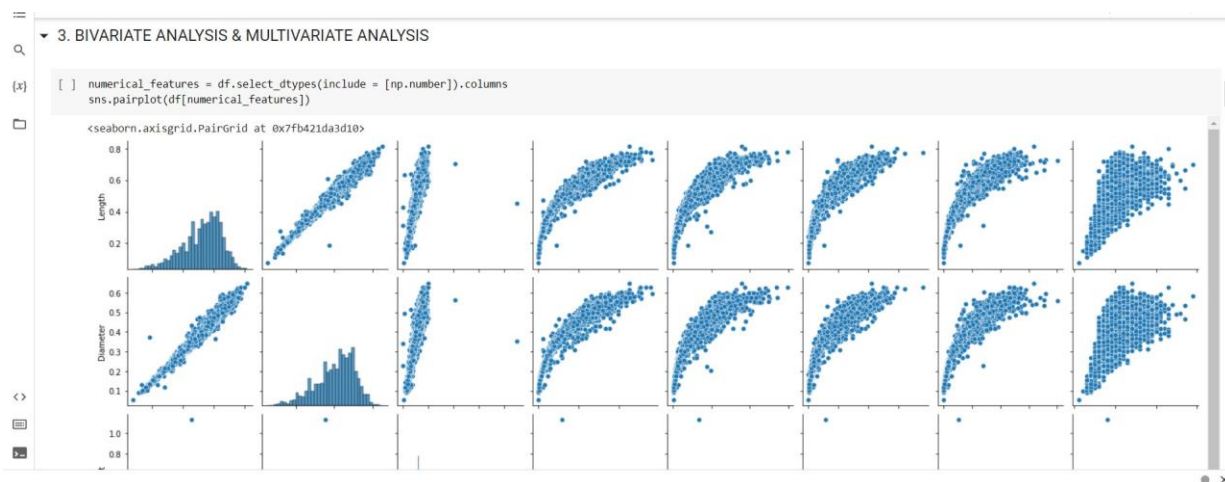 3. BIVARIATE ANALYSIS & MULTIVARIATE ANALYSIS
{x}
[ ] numerical_features = df.select_dtypes(include = [np.number]).columns
sns.pairplot(df[numerical_features])
<seaborn.axisgrid.PairGrid at 0x7fb421da3d10>
0.8
0.6
0.4
0.2
Length
0.6
0.5
0.4
0.3
0.2
0.1
Diameter
1.0
0.8